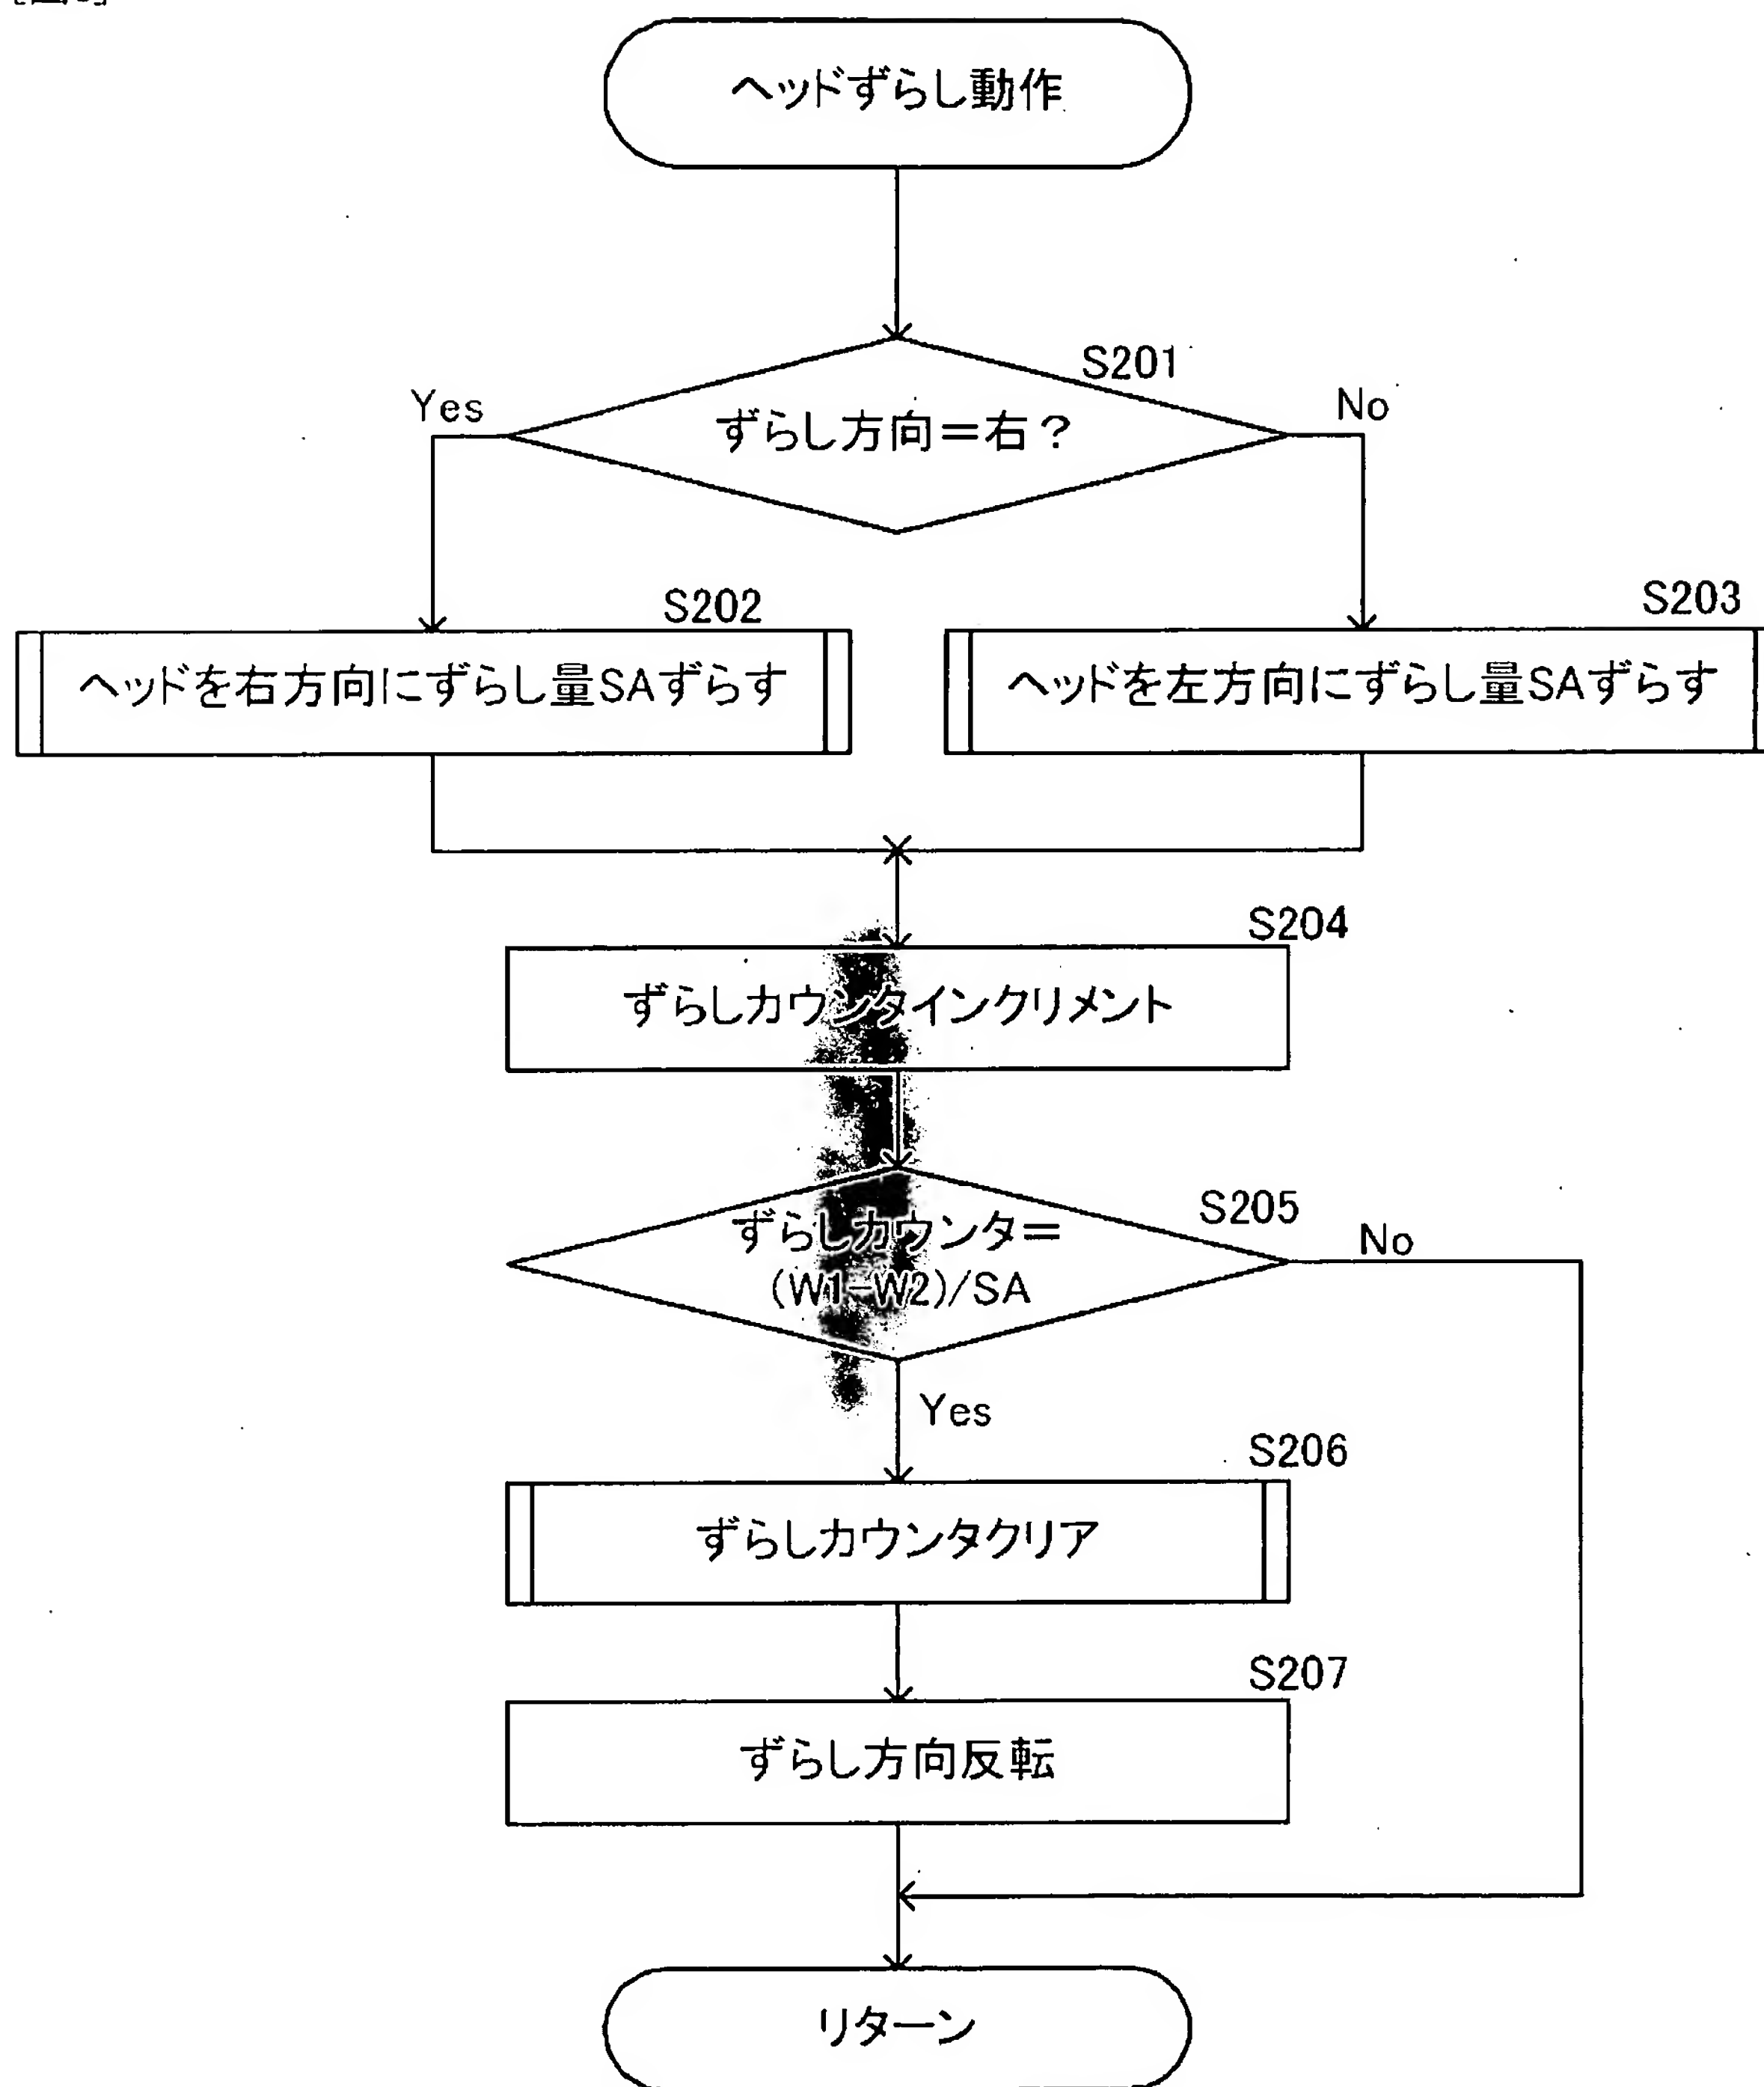 ヘッドずらし動作
S201
Yes
ずらし方向=右?
No
S202
ヘッドを右方向にずらし量SAずらす
S203
ヘッドを左方向にずらし量SAずらす
S204
ずらしカウンタインクリメント
S205
ずらしカウンタ=
(W1-W2)/SA
No
Yes
S206
ずらしカウンタクリア
S207
ずらし方向反転
リターン